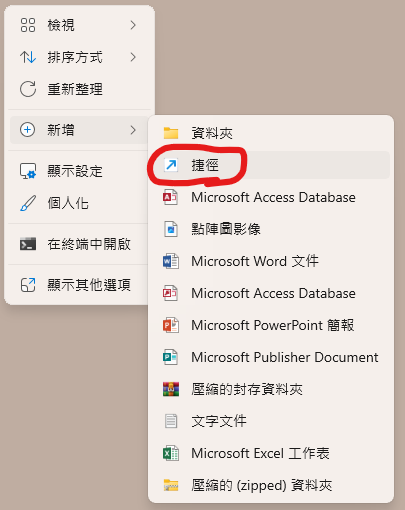 檢視
排序方式
重新整理
新增
顯示設定
個人化
在終端中開啟
顯示其他選項
資料夾
捷徑
Microsoft Access Database
點陣圖影像
Microsoft Word 文件
Microsoft Access Database
Microsoft PowerPoint 簡報
Microsoft Publisher Document
壓縮的封存資料夾
文字文件
Microsoft Excel 工作表
壓縮的 (zipped) 資料夾